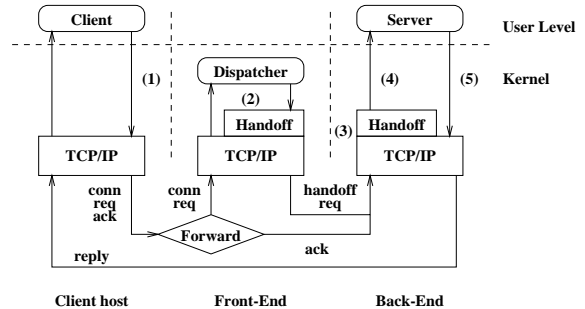 Client
Server
User Level
(1)
Dispatcher
(4)
(5)
Kernel
(2)
Handoff
(3)
Handoff
TCP/IP
TCP/IP
TCP/IP
conn
req
ack
conn
req
handoff
req
Forward
ack
reply
Client host
Front-End
Back-End